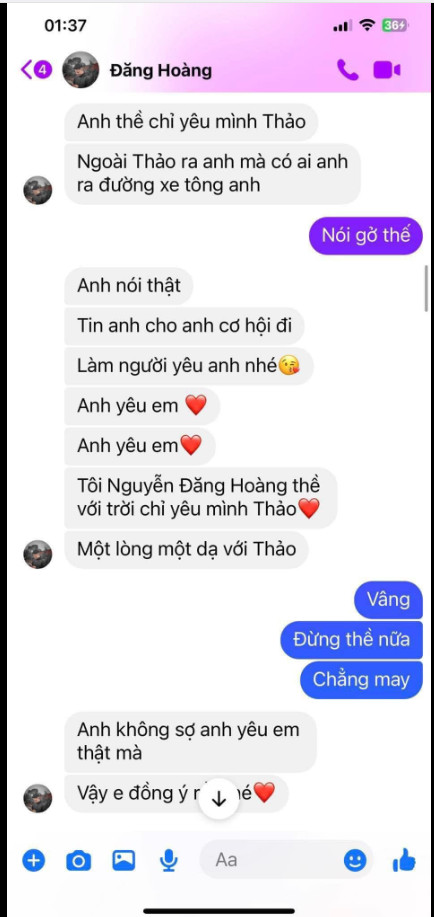 01:37
36
4
Đăng Hoàng
Anh thề chỉ yêu mình Thảo
Ngoài Thảo ra anh mà có ai anh
ra đường xe tông anh
Nói gở thế
Anh nói thật
Tin anh cho anh cơ hội đi
Làm người yêu anh nhé😘
Anh yêu em ❤️
Anh yêu em❤️
Tôi Nguyễn Đăng Hoàng thề
với trời chỉ yêu mình Thảo❤️
Một lòng một dạ với Thảo
Vâng
Đừng thề nữa
Chẳng may
Anh không sợ anh yêu em
thật mà
Vậy e đồng ý ❤️
Aa